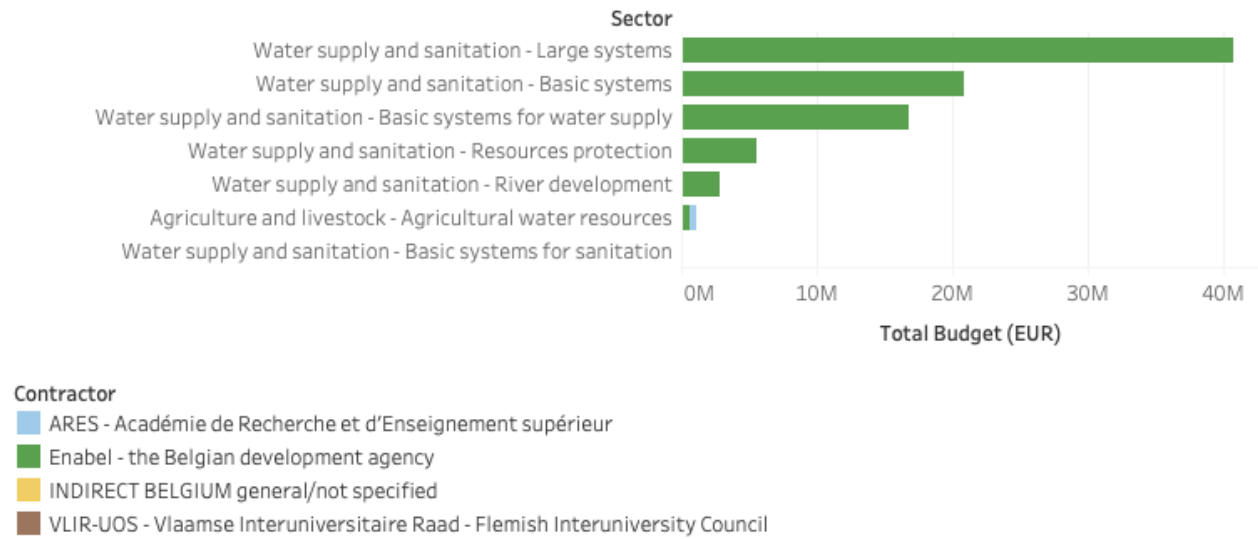 Sector
Water supply and sanitation - Large systems
Water supply and sanitation - Basic systems
Water supply and sanitation - Basic systems for water supply
Water supply and sanitation - Resources protection
Water supply and sanitation - River development
Agriculture and livestock - Agricultural water resources
Water supply and sanitation - Basic systems for sanitation
0M 10M 20M 30M 40M
Total Budget (EUR)
Contractor
ARES - Académie de Recherche et d’Enseignement supérieur
Enabel - the Belgian development agency
INDIRECT BELGIUM general/not specified
VLIR-UOS - Vlaamse Interuniversitaire Raad - Flemish Interuniversity Council